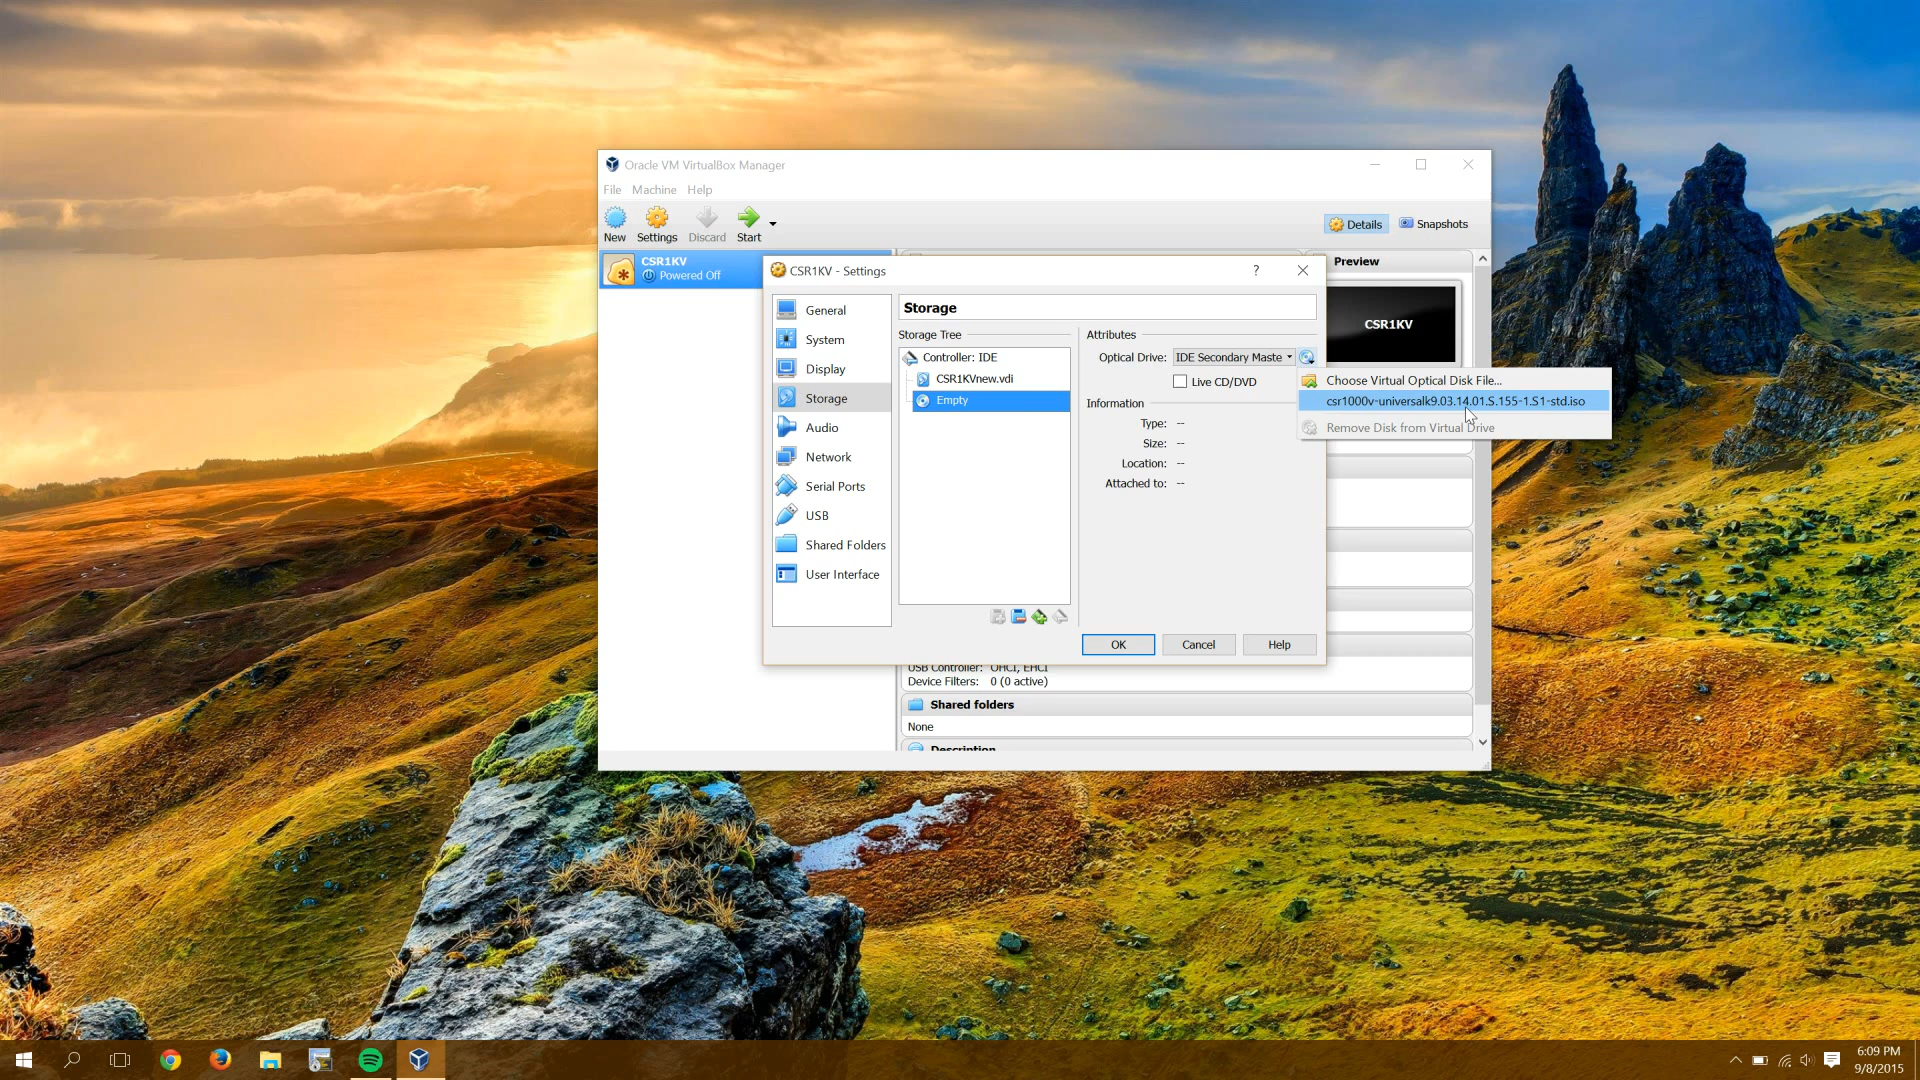 Oracle VM VirtualBox Manager
File Machine Help
New Settings Discard Start
Details Snapshots
CSR1KV
Powered Off
CSR1KV - Settings
?
General
System
Display
Storage
Audio
Network
Serial Ports
USB
Shared Folders
User Interface
Storage
Storage Tree
Controller: IDE
CSR1KVnew.vdi
Empty
Attributes
Optical Drive: IDE Secondary Maste
Live CD/DVD
Information
Type: --
Size: --
Location: --
Attached to: --
OK Cancel Help
Preview
CSR1KV
Choose Virtual Optical Disk File...
csr1000v-universalk9.03.14.01.S.155-1.S1-std.iso
Remove Disk from Virtual Drive
USB Controller: OHCI, EHCI
Device Filters: 0 (0 active)
Shared folders
None
Description
6:09 PM
9/8/2015